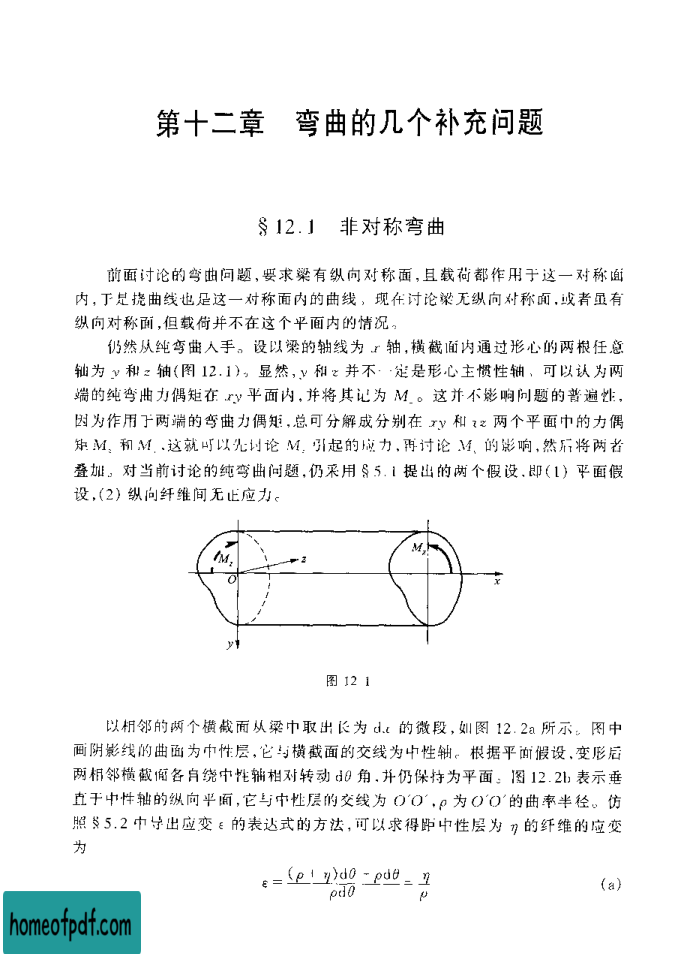 第十二章 弯曲的几个补充问题
§12.1 非对称弯曲
前面讨论的弯曲问题,要求梁有纵向对称面,且载荷都作用于这一对称面
内,于是挠曲线也是这一对称面内的曲线。现在讨论梁无纵向对称面,或者虽有
纵向对称面,但载荷并不在这个平面内的情况。
仍然从纯弯曲入手。设以梁的轴线为 x 轴,横截面内通过形心的两根任意
轴为 y 和 z 轴(图 12.1)。显然,y 和 z 并不一定是形心主惯性轴。可以认为两
端的纯弯曲力偶矩在 xy 平面内,并将其记为 M_z。这并不影响问题的普遍性,
因为作用于两端的弯曲力偶矩,总可分解成分别在 xy 和 xz 两个平面中的力偶
矩 M_z 和 M_y,这就可以先讨论 M_z 引起的应力,再讨论 M_y 的影响,然后将两者
叠加。对当前讨论的纯弯曲问题,仍采用 §5.1 提出的两个假设,即(1) 平面假
设,(2) 纵向纤维间无正应力。
M_z
z
M_z
O
x
y
图 12.1
以相邻的两个横截面从梁中取出长为 dx 的微段,如图 12.2a 所示。图中
画阴影线的曲面为中性层,它与横截面的交线为中性轴。根据平面假设,变形后
两相邻横截面各自绕中性轴相对转动 dθ 角,并仍保持为平面。图 12.2b 表示垂
直于中性轴的纵向平面,它与中性层的交线为 O′O′,ρ 为 O′O′的曲率半径。仿
照 §5.2 中导出应变 ε 的表达式的方法,可以求得距中性层为 η 的纤维的应变
为
ε = ((ρ + η)dθ - ρdθ)/(ρdθ) = η/ρ (a)
homeofpdf.com